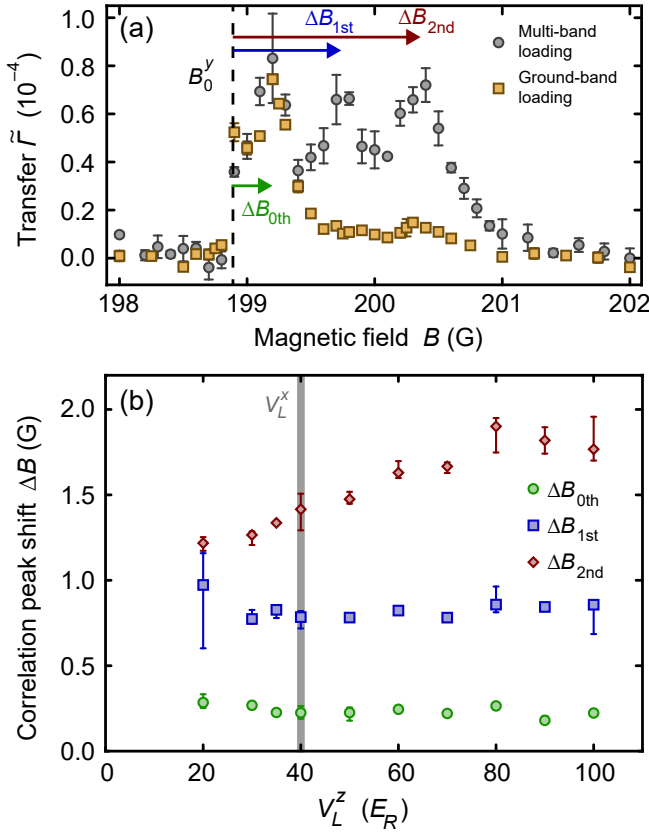 (a)
ΔB1st
ΔB2nd
B0y
Multi-band
loading
Ground-band
loading
ΔB0th
1.0
0.8
0.6
0.4
0.2
0.0
Transfer Γ̃ (10-4)
198
199
200
201
202
Magnetic field B (G)
(b)
VLx
ΔB0th
ΔB1st
ΔB2nd
2.0
1.5
1.0
0.5
0.0
Correlation peak shift ΔB (G)
0
20
40
60
80
100
VLz (ER)